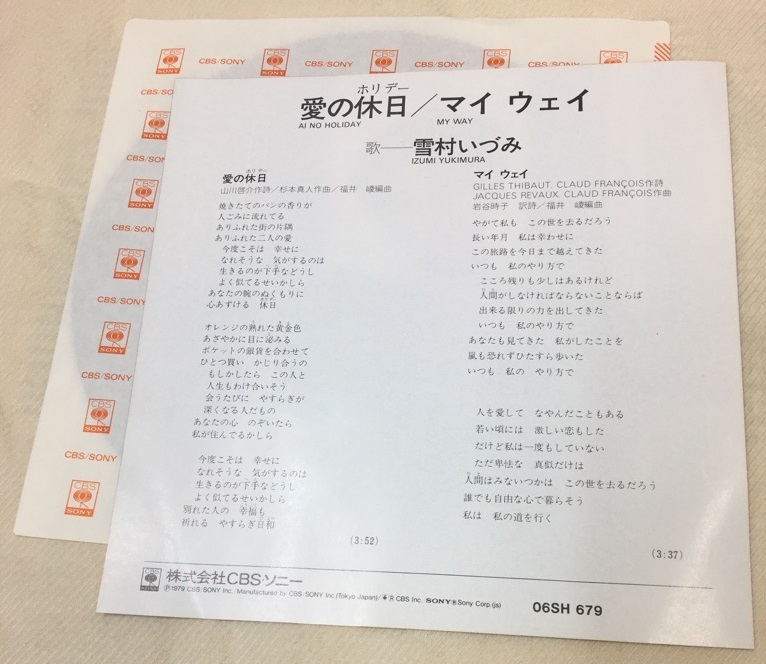 CBS SONY
CBS/SONY
CBS/SONY
CBS/SONY
ホリデー
愛の休日／マイ ウェイ
AI NO HOLIDAY
MY WAY
歌──雪村いづみ
IZUMI YUKIMURA
ホリデー
愛の休日
山川啓介作詩／杉本真人作曲／福井 崚編曲
焼きたてのパンの香りが
人ごみに流れてる
ありふれた街の片隅
ありふれた二人の愛
今度こそは 幸せに
なれそうな 気がするのは
生きるのが下手などうし
よく似てるせいかしら
あなたの腕のぬくもりに
心あずける 休日
オレンジの熟れた黄金色
あざやかに目に泌みる
ポケットの銀貨を合わせて
ひとつ買い かじり合うの
もしかしたら この人と
人生もわけ合いそう
会うたびに やすらぎが
深くなる人だもの
あなたの心 のぞいたら
私が住んでるかしら
今度こそは 幸せに
なれそうな 気がするのは
生きるのが下手などうし
よく似てるせいかしら
別れた人の 幸福も
祈れる やすらぎ日和
(3:52)
マイ ウェイ
GILLES THIBAUT, CLAUD FRANÇOIS作詩
JACQUES REVAUX, CLAUD FRANÇOIS作曲
岩谷時子 訳詩／福井 崚編曲
やがて私も この世を去るだろう
長い年月 私は幸わせに
この旅路を今日まで越えてきた
いつも 私のやり方で
こころ残りも少しはあるけれど
人間がしなければならないことならば
出来る限りの力を出してきた
いつも 私のやり方で
あなたも見てきた 私がしたことを
嵐も恐れずひたすら歩いた
いつも 私の やり方で
人を愛して なやんだこともある
若い頃には 激しい恋もした
だけど私は一度もしていない
ただ卑怯な 真似だけは
人間はみないつかは この世を去るだろう
誰でも自由な心で暮らそう
私は 私の道を行く
(3:37)
株式会社CBS・ソニー
Ⓟ1979 CBS/SONY Inc. Manufactured by CBS/SONY Inc.(Tokyo Japan)/ CBS Inc. SONY®Sony Corp.(js)
06SH 679